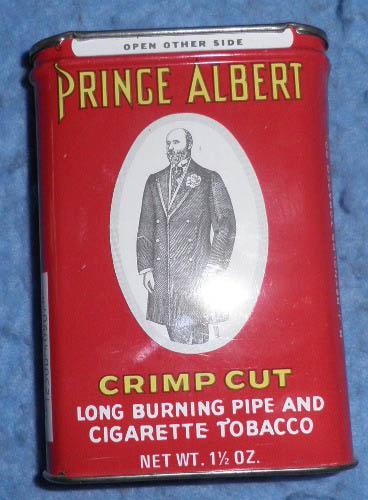 OPEN OTHER SIDE
PRINCE ALBERT
CRIMP CUT
LONG BURNING PIPE AND
CIGARETTE TOBACCO
NET WT. 1½ OZ.